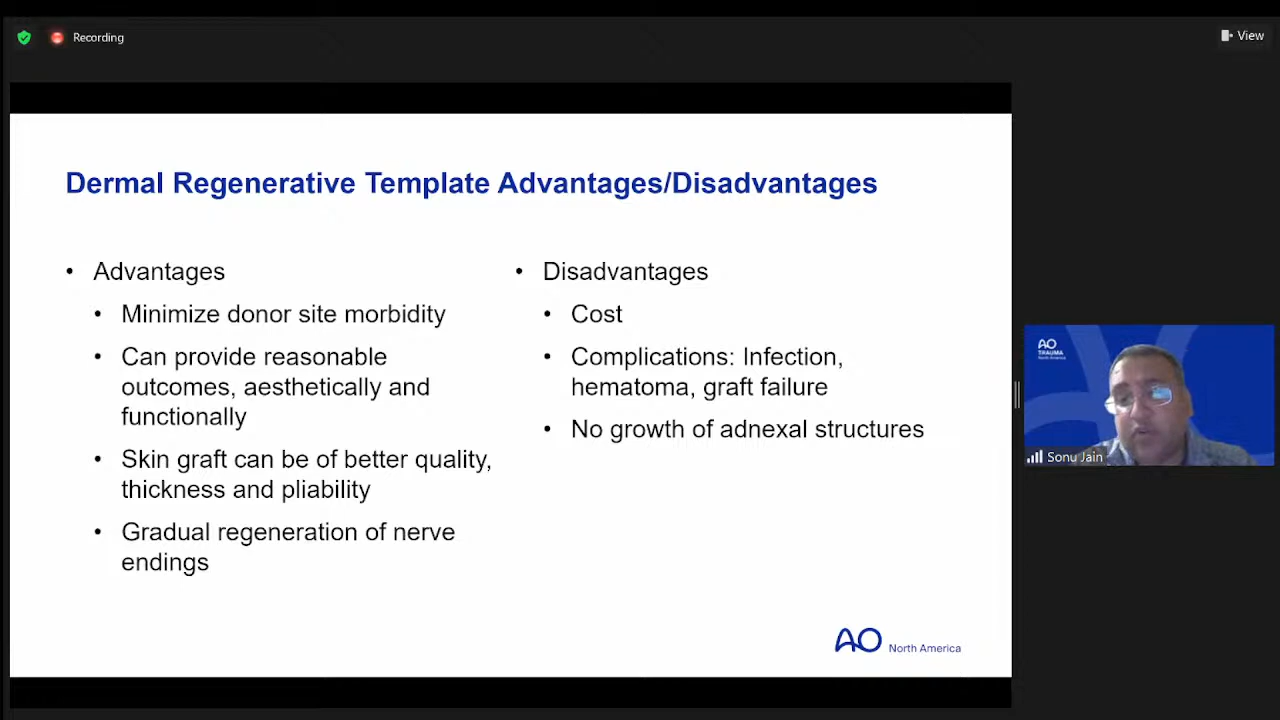 Recording
View
Dermal Regenerative Template Advantages/Disadvantages
• Advantages
• Minimize donor site morbidity
• Can provide reasonable
outcomes, aesthetically and
functionally
• Skin graft can be of better quality,
thickness and pliability
• Gradual regeneration of nerve
endings
• Disadvantages
• Cost
• Complications: Infection,
hematoma, graft failure
• No growth of adnexal structures
AO
North America
AO
TRAUMA
North America
Sonu Jain